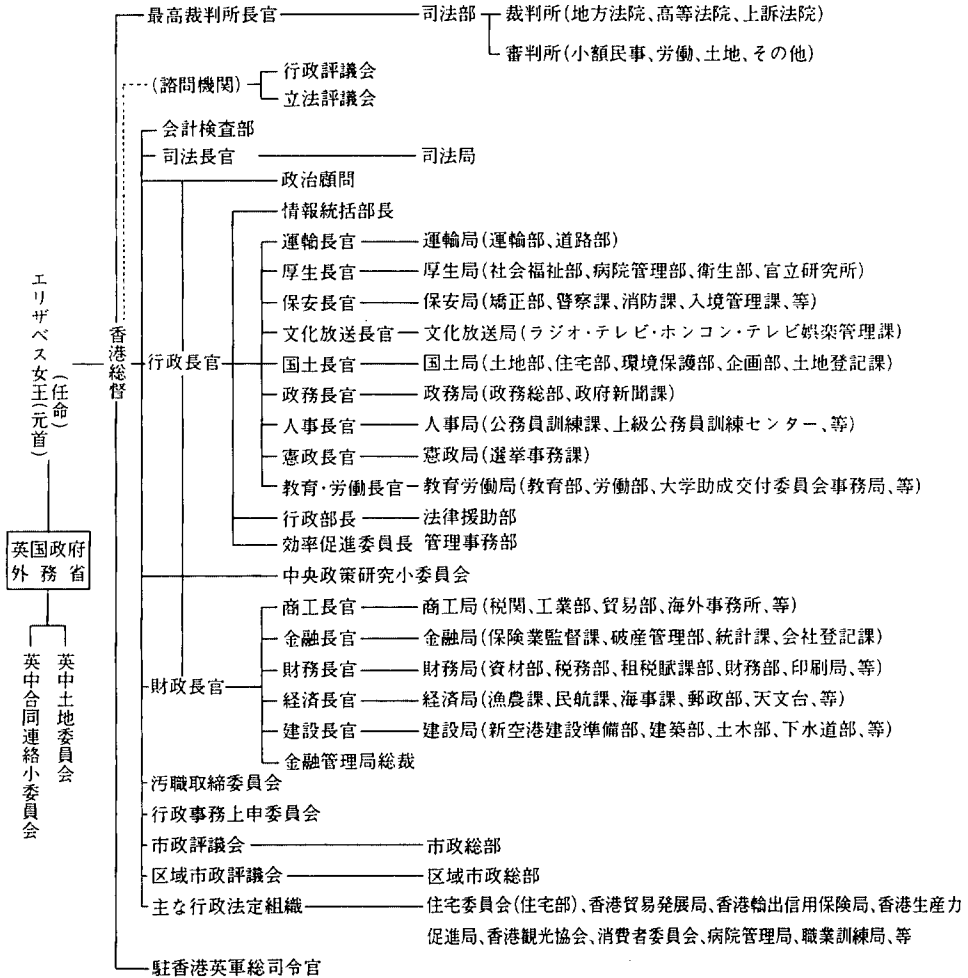 最高裁判所長官 司法部 裁判所(地方法院、高等法院、上訴法院)
審判所(小額民事、労働、土地、その他)
(諮問機関) 行政評議会
立法評議会
会計検査部
司法長官 司法局
政治顧問
情報統括部長
運輸長官 運輸局(運輸部、道路部)
厚生長官 厚生局(社会福祉部、病院管理部、衛生部、官立研究所)
保安長官 保安局(矯正部、警察課、消防課、入境管理課、等)
文化放送長官 文化放送局(ラジオ・テレビ・ホンコン・テレビ娯楽管理課)
国土長官 国土局(土地部、住宅部、環境保護部、企画部、土地登記課)
政務長官 政務局(政務総部、政府新聞課)
人事長官 人事局(公務員訓練課、上級公務員訓練センター、等)
憲政長官 憲政局(選挙事務課)
教育・労働長官 教育労働局(教育部、労働部、大学助成交付委員会事務局、等)
行政部長 法律援助部
効率促進委員長 管理事務部
行政長官
香港総督
(任命)
エリザベス女王(元首)
英国政府
外務省
英中土地委員会
英中合同連絡小委員会
中央政策研究小委員会
商工長官 商工局(税関、工業部、貿易部、海外事務所、等)
金融長官 金融局(保険業監督課、破産管理部、統計課、会社登記課)
財務長官 財務局(資材部、税務部、租税賦課部、財務部、印刷局、等)
財政長官
経済長官 経済局(漁農課、民航課、海事課、郵政部、天文台、等)
建設長官 建設局(新空港建設準備部、建築部、土木部、下水道部、等)
金融管理局総裁
汚職取締委員会
行政事務上申委員会
市政評議会 市政総部
区域市政評議会 区域市政総部
主な行政法定組織 住宅委員会(住宅部)、香港貿易発展局、香港輸出信用保険局、香港生産力
促進局、香港観光協会、消費者委員会、病院管理局、職業訓練局、等
駐香港英軍総司令官